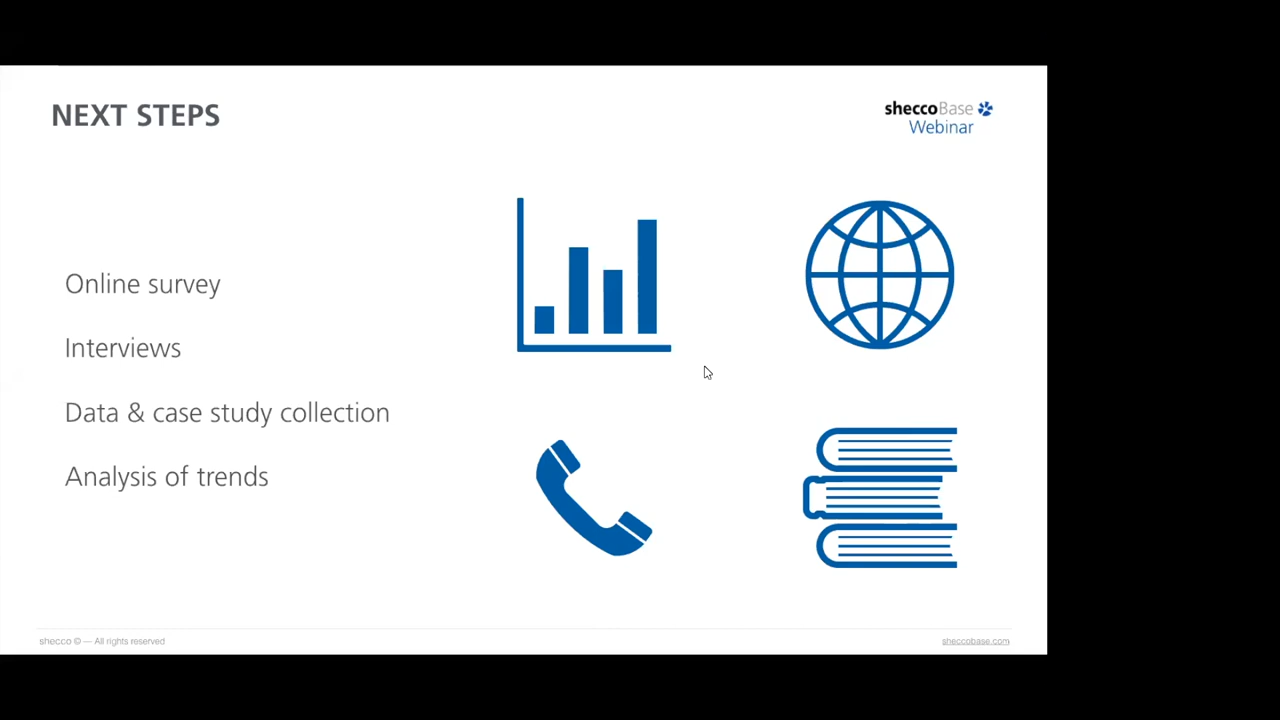 NEXT STEPS
sheccoBase
Webinar
Online survey
Interviews
Data & case study collection
Analysis of trends
shecco © — All rights reserved
sheccobase.com